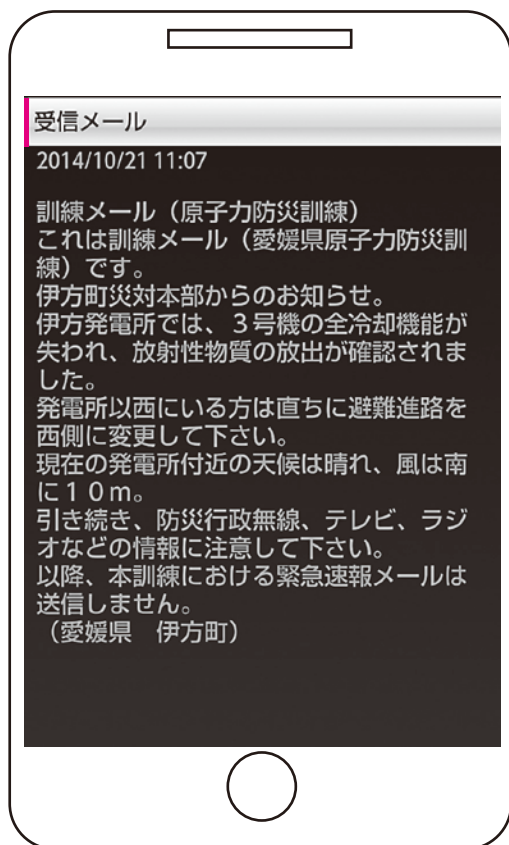 受信メール
2014/10/21 11:07
訓練メール（原子力防災訓練）
これは訓練メール（愛媛県原子力防災訓
練）です。
伊方町災対本部からのお知らせ。
伊方発電所では、３号機の全冷却機能が
失われ、放射性物質の放出が確認されま
した。
発電所以西にいる方は直ちに避難進路を
西側に変更して下さい。
現在の発電所付近の天候は晴れ、風は南
に１０ｍ。
引き続き、防災行政無線、テレビ、ラジ
オなどの情報に注意して下さい。
以降、本訓練における緊急速報メールは
送信しません。
（愛媛県　伊方町）